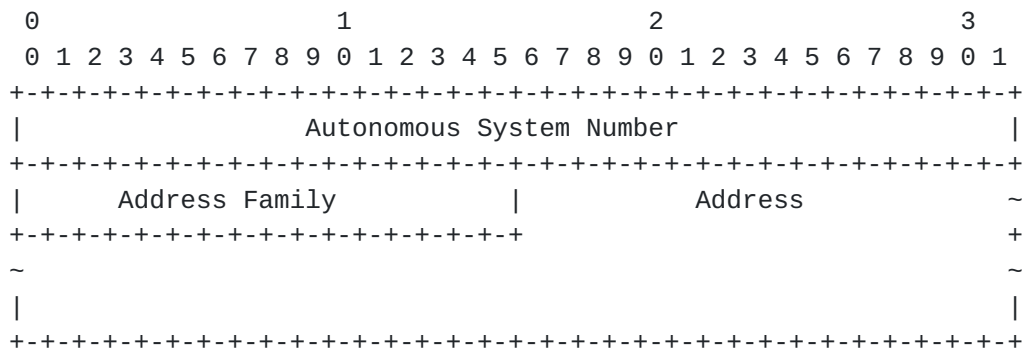 0                   1                   2                   3
 0 1 2 3 4 5 6 7 8 9 0 1 2 3 4 5 6 7 8 9 0 1 2 3 4 5 6 7 8 9 0 1
+-+-+-+-+-+-+-+-+-+-+-+-+-+-+-+-+-+-+-+-+-+-+-+-+-+-+-+-+-+-+-+-+
|                  Autonomous System Number                     |
+-+-+-+-+-+-+-+-+-+-+-+-+-+-+-+-+-+-+-+-+-+-+-+-+-+-+-+-+-+-+-+-+
|      Address Family           |           Address             ~
+-+-+-+-+-+-+-+-+-+-+-+-+-+-+-+-+                               +
~                                                               ~
|                                                               |
+-+-+-+-+-+-+-+-+-+-+-+-+-+-+-+-+-+-+-+-+-+-+-+-+-+-+-+-+-+-+-+-+